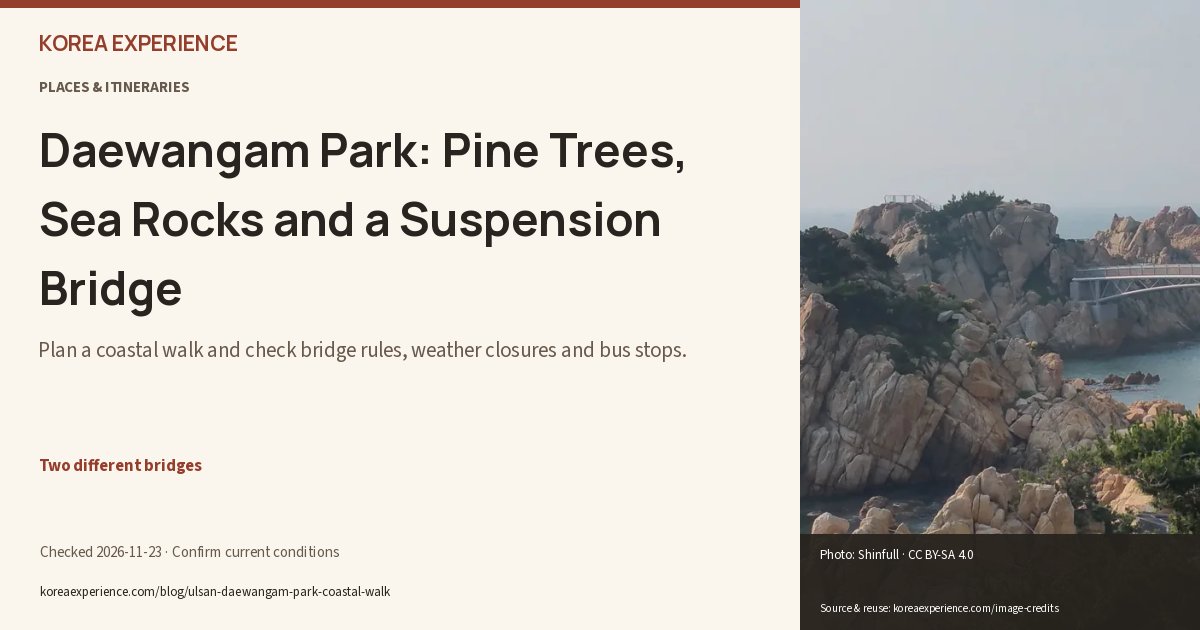 KOREA EXPERIENCE
PLACES & ITINERARIES
Daewangam Park: Pine Trees,
Sea Rocks and a Suspension
Bridge
Plan a coastal walk and check bridge rules, weather closures and bus stops.
Two different bridges
Checked 2026-11-23 · Confirm current conditions
koreaexperience.com/blog/ulsan-daewangam-park-coastal-walk
Photo: Shinfull · CC BY-SA 4.0
Source & reuse: koreaexperience.com/image-credits